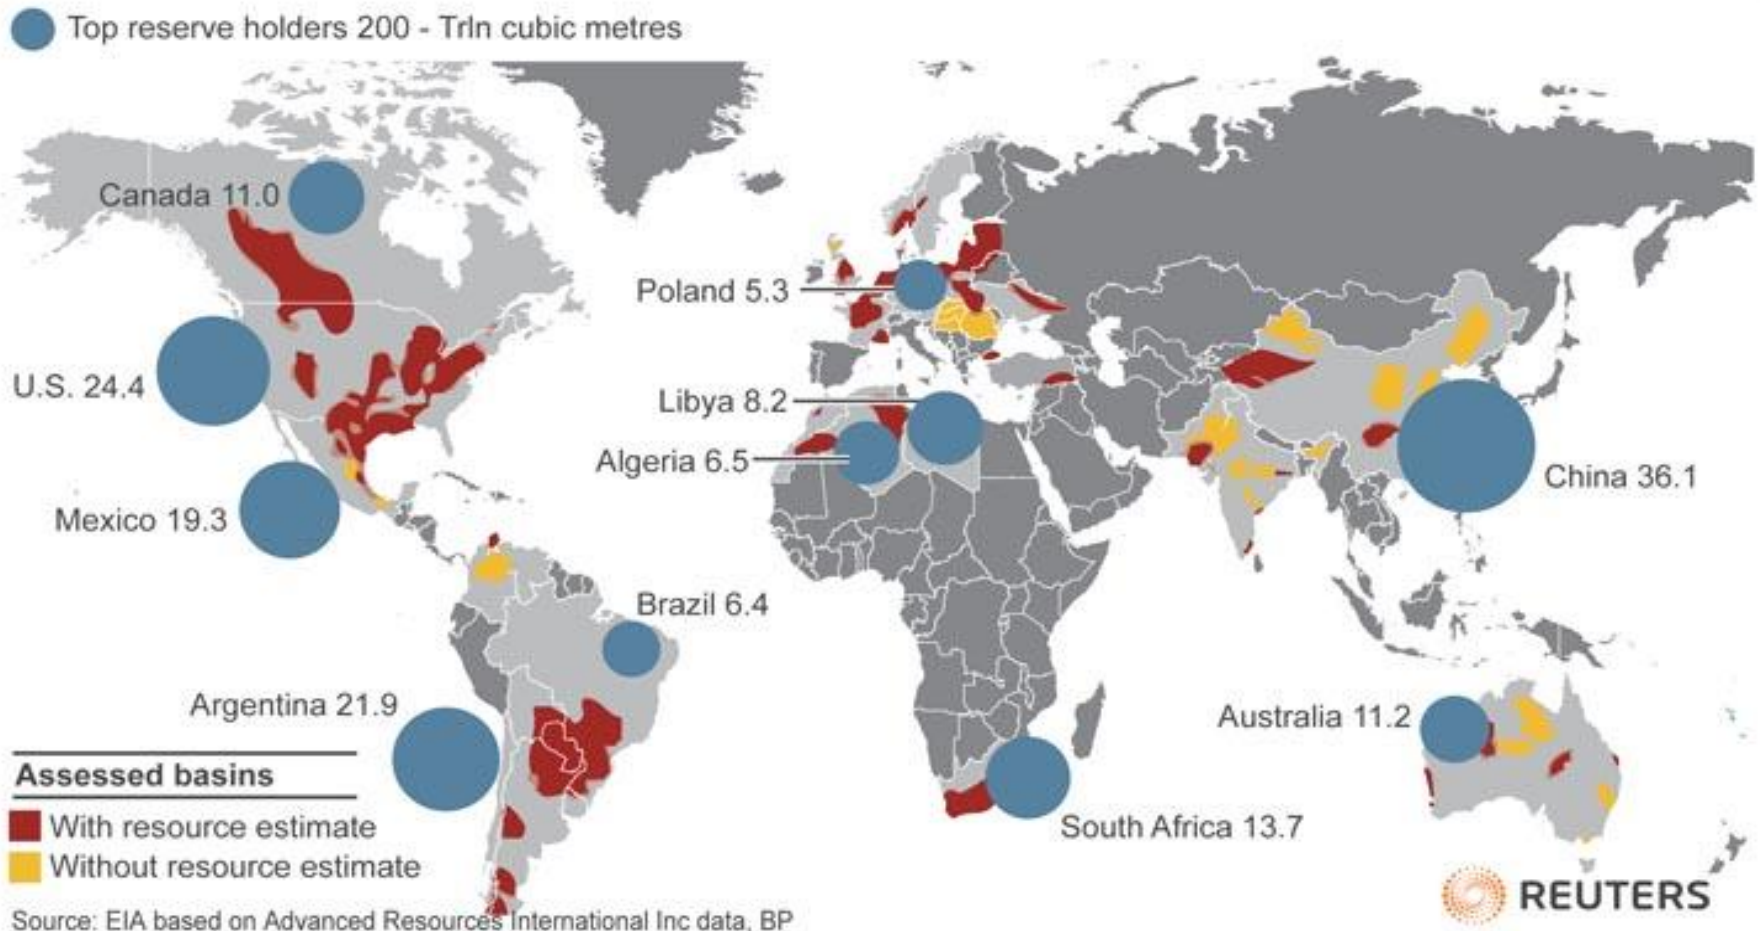 Top reserve holders 200 - Trln cubic metres
Canada 11.0
Poland 5.3
U.S. 24.4
Libya 8.2
Algeria 6.5
China 36.1
Mexico 19.3
Brazil 6.4
Argentina 21.9
Australia 11.2
South Africa 13.7
Assessed basins
With resource estimate
Without resource estimate
REUTERS
Source: EIA based on Advanced Resources International Inc data, BP